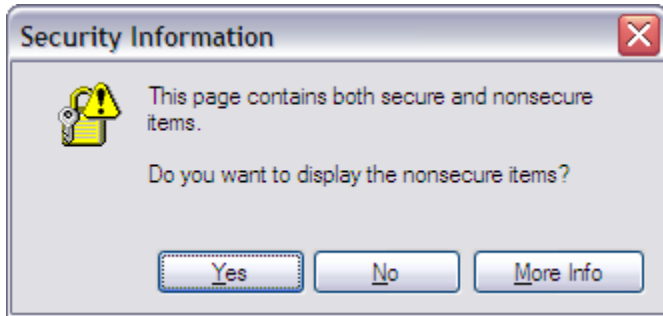 Security Information
This page contains both secure and nonsecure
items.
Do you want to display the nonsecure items?
Yes
No
More Info